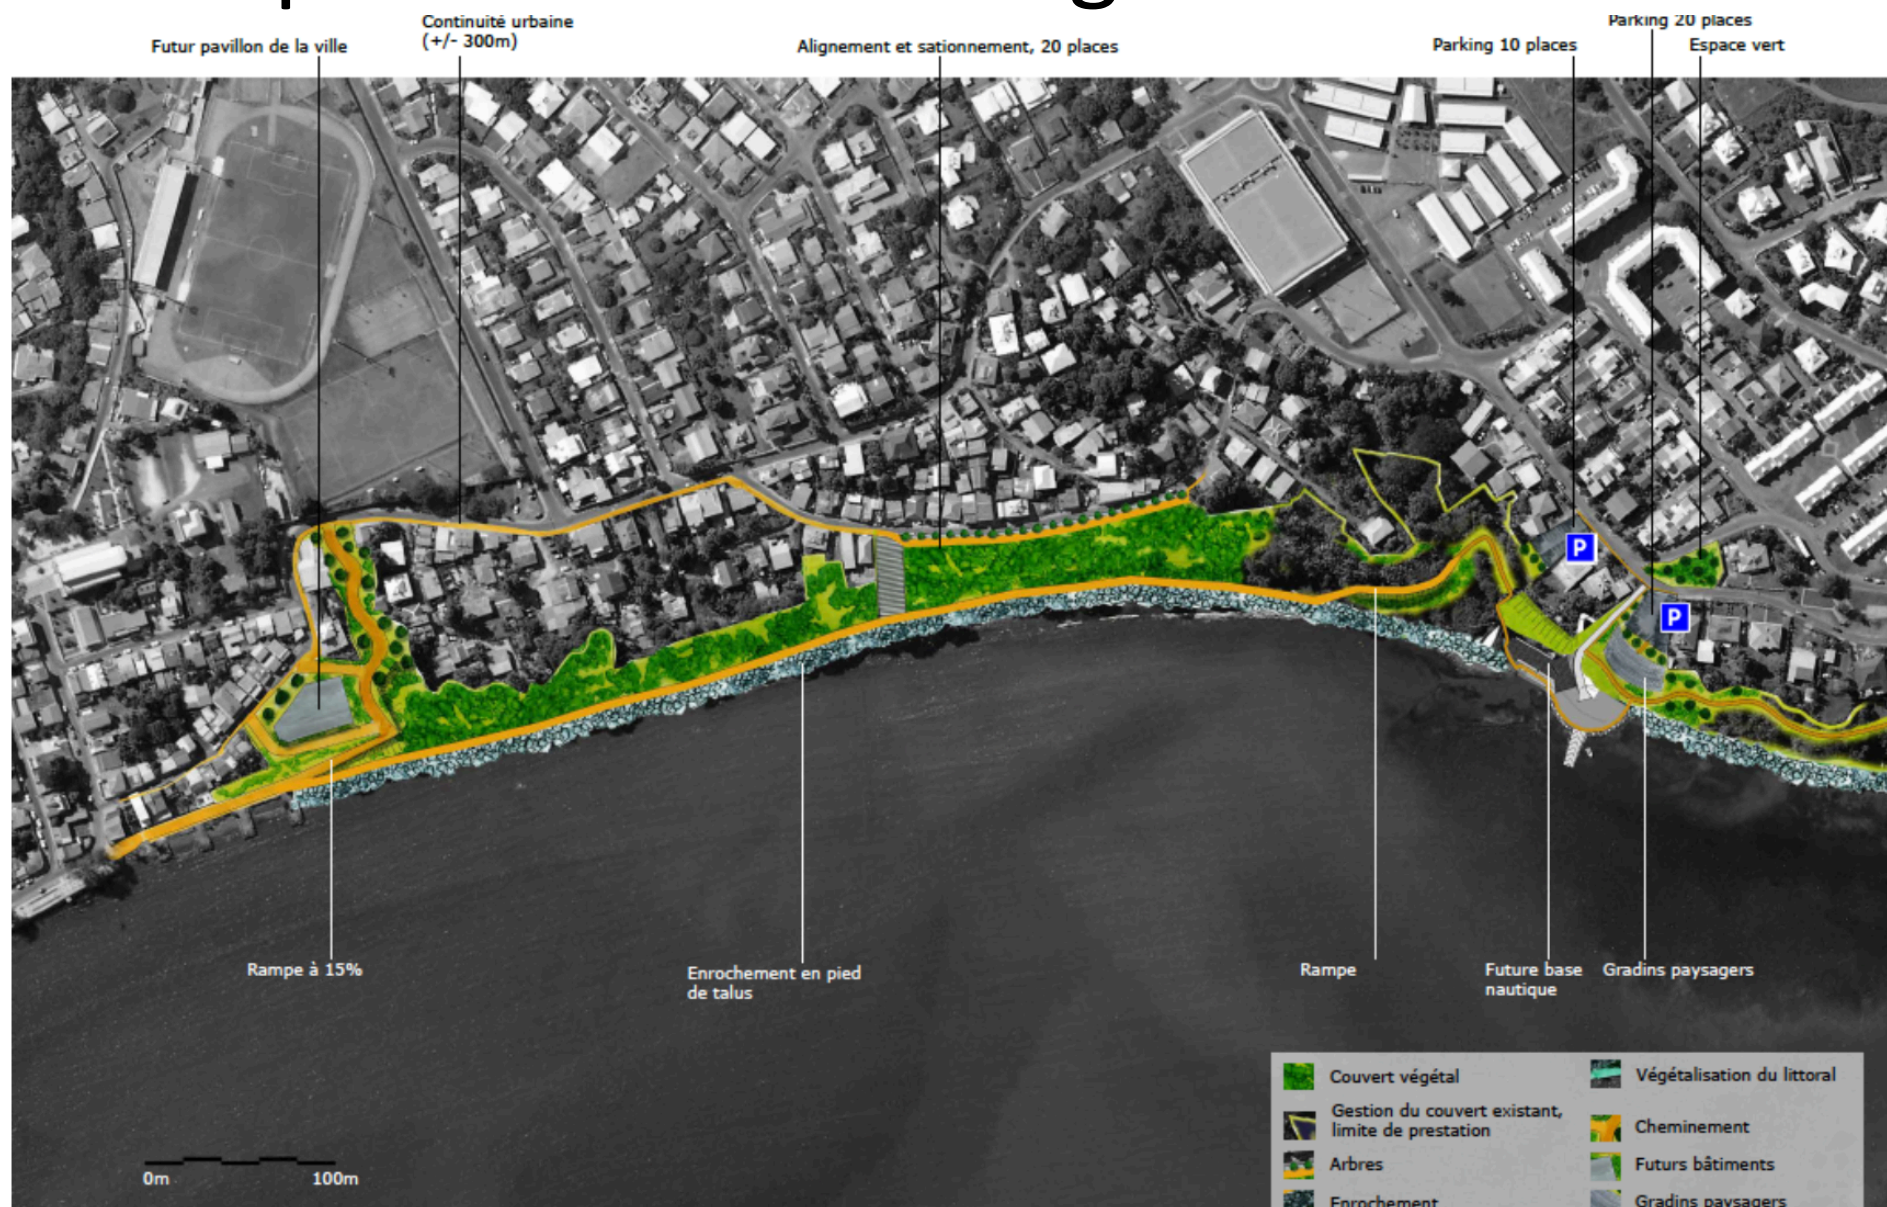 Continuité urbaine
(+/- 300m)
Futur pavillon de la ville
Alignement et sationnement, 20 places
Parking 20 places
Parking 10 places
Espace vert
P
P
Rampe à 15%
Enrochement en pied
de talus
Rampe
Future base
nautique
Gradins paysagers
0m
100m
Couvert végétal
Gestion du couvert existant,
limite de prestation
Arbres
Enrochement
Végétalisation du littoral
Cheminement
Futurs bâtiments
Gradins paysagers